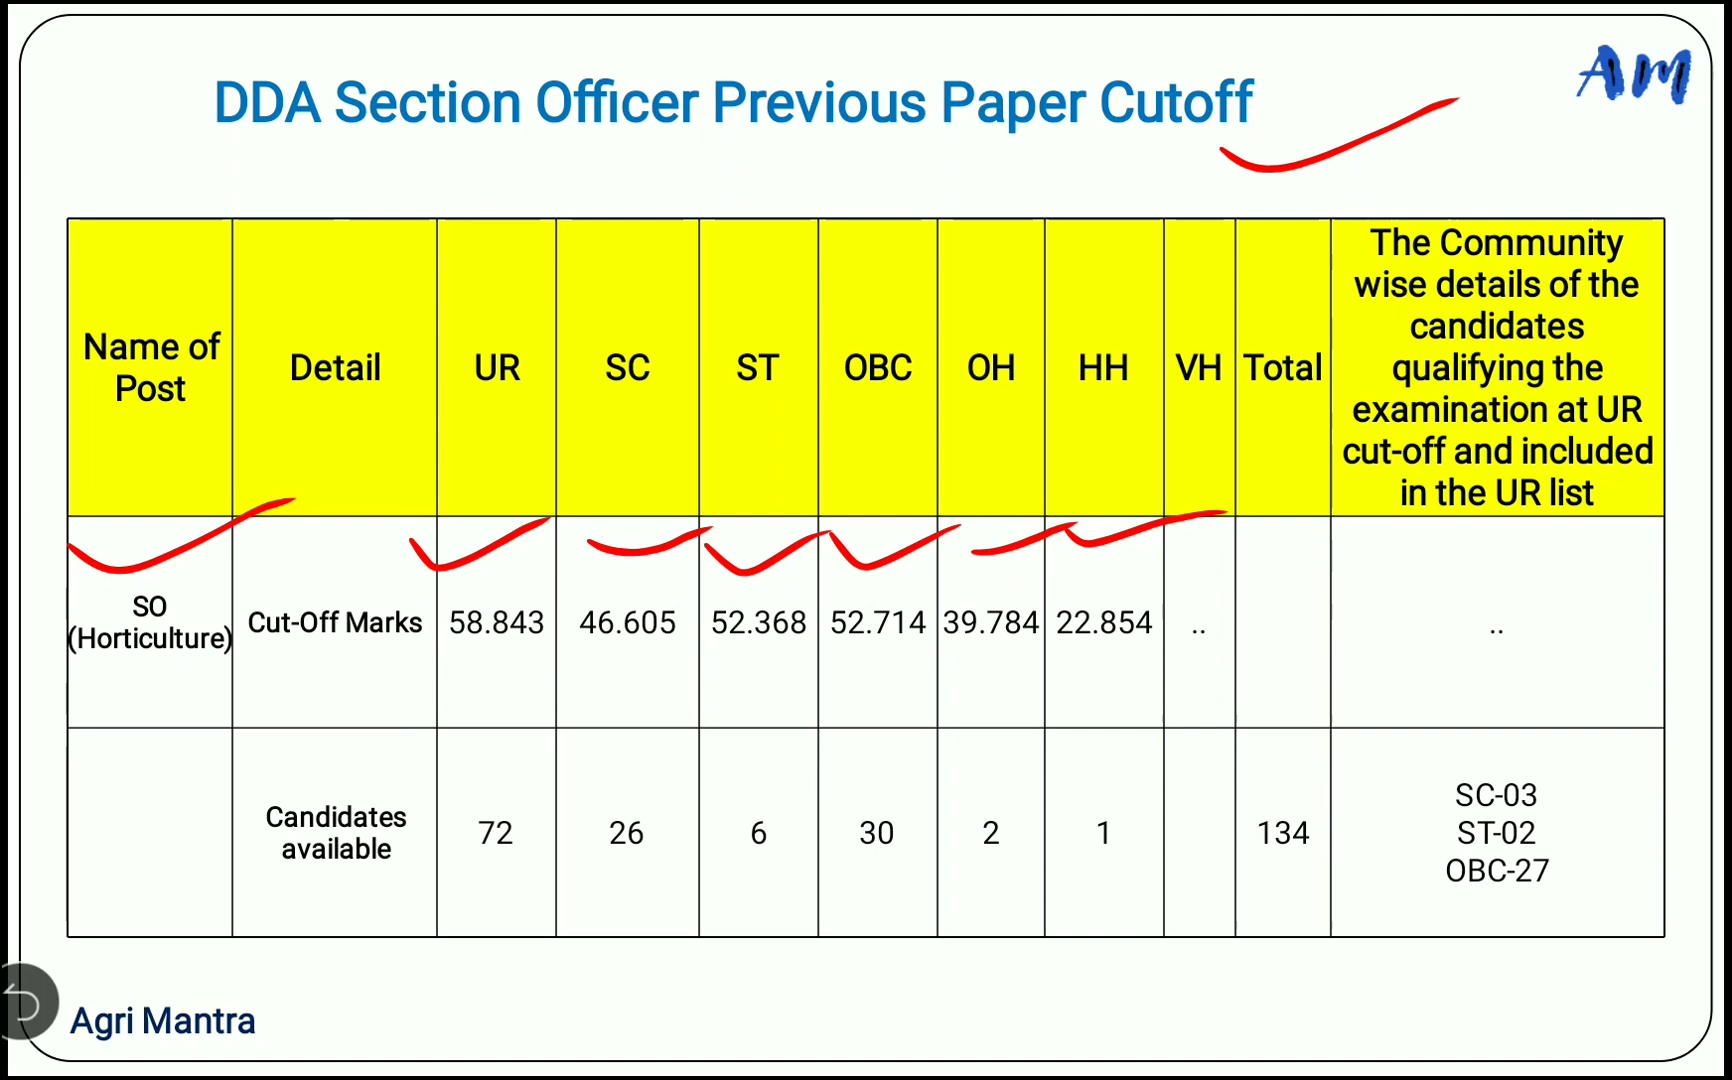 AM
DDA Section Officer Previous Paper Cutoff
Name of
Post
Detail
UR
SC
ST
OBC
OH
HH
VH
Total
The Community
wise details of the
candidates
qualifying the
examination at UR
cut-off and included
in the UR list
SO
(Horticulture)
Cut-Off Marks
58.843
46.605
52.368
52.714
39.784
22.854
..
..
Candidates
available
72
26
6
30
2
1
134
SC-03
ST-02
OBC-27
Agri Mantra